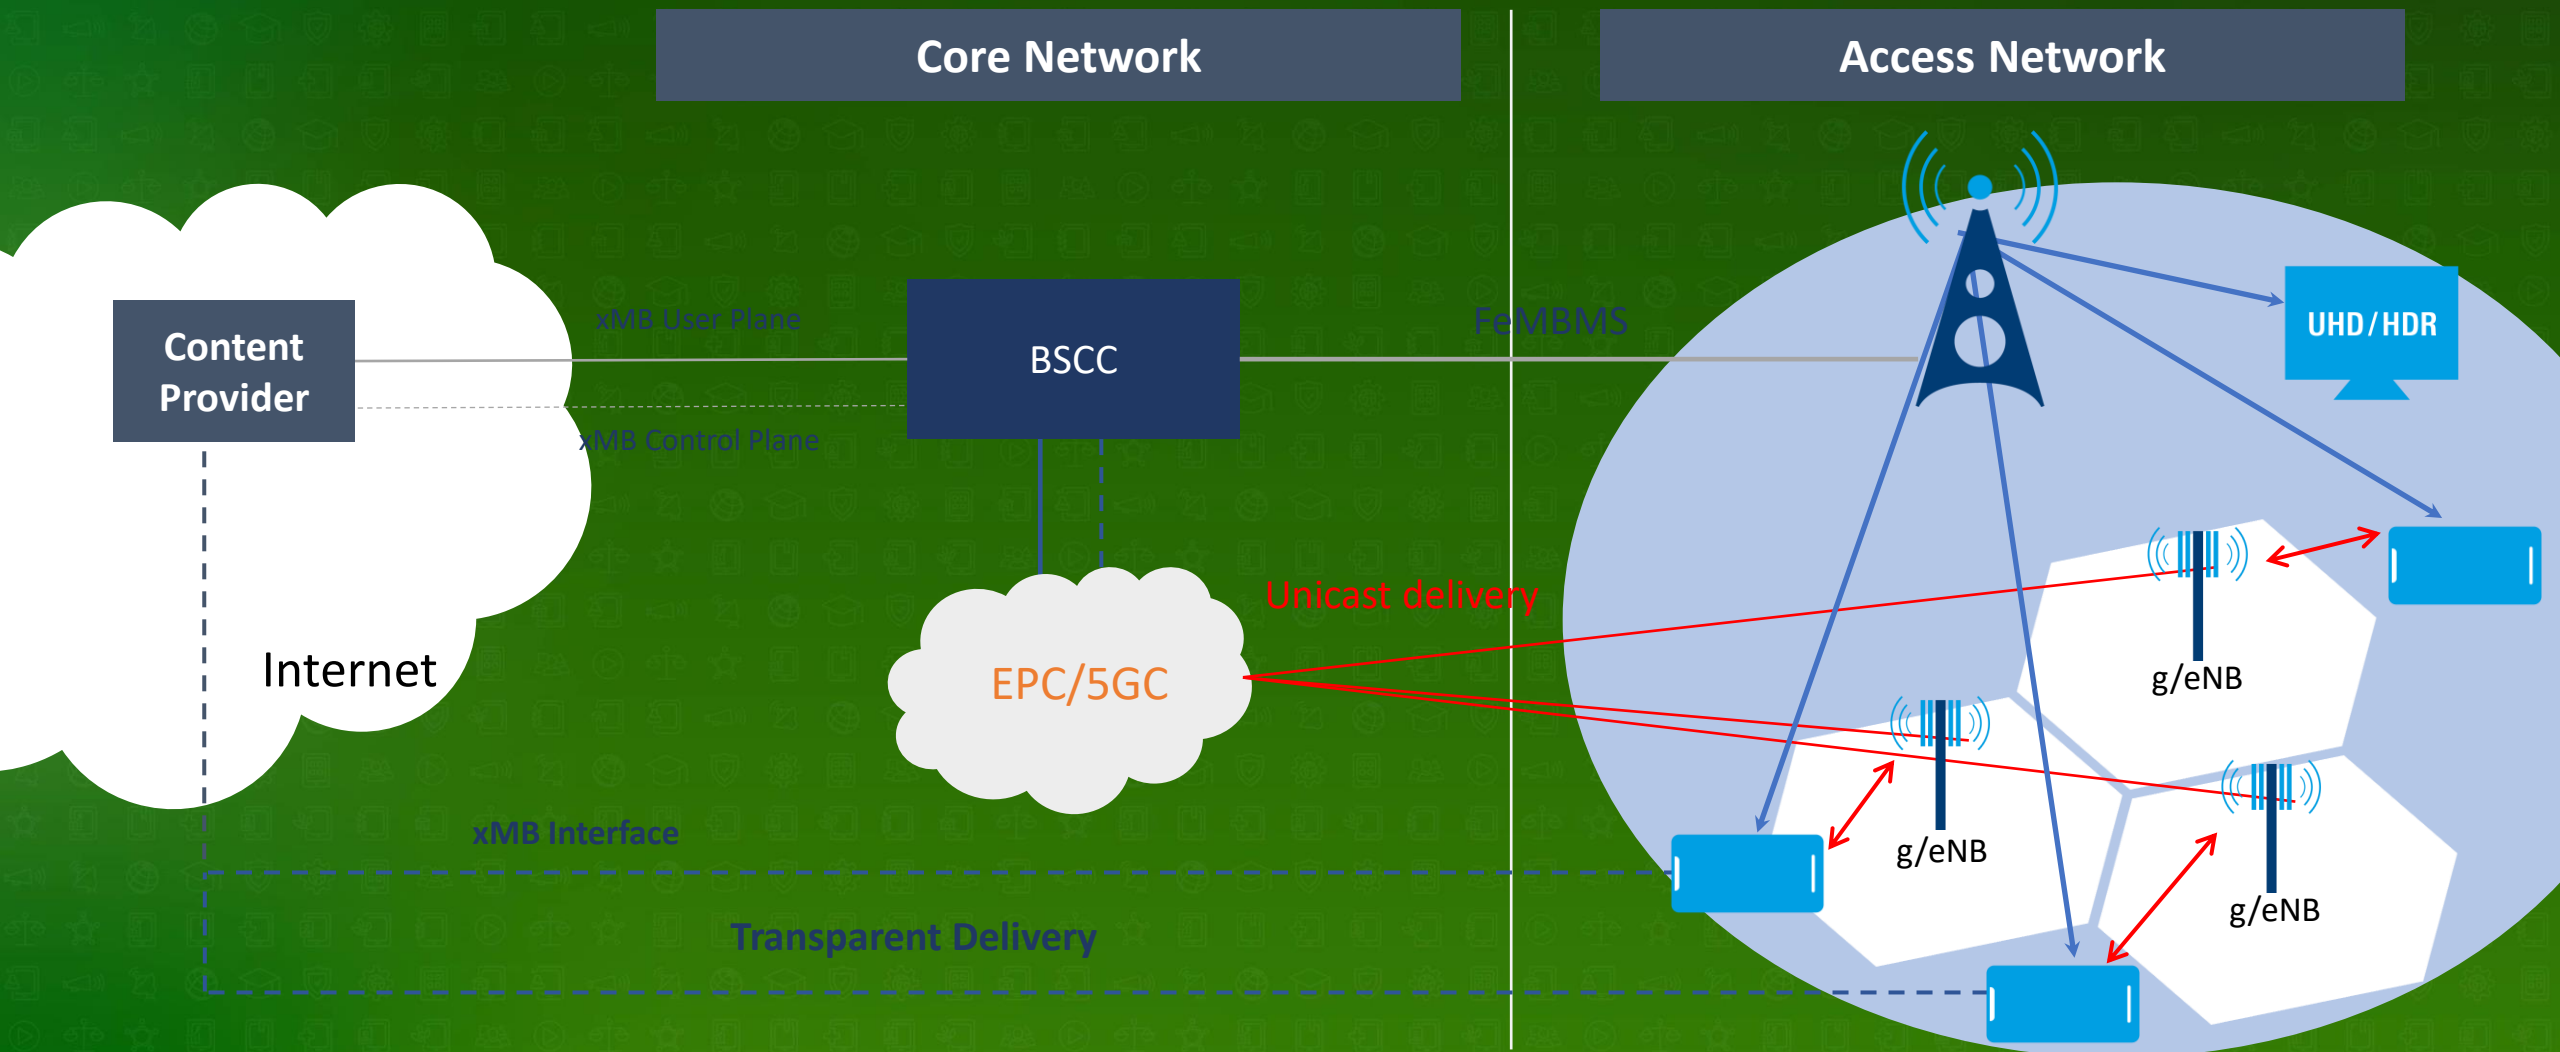 Core Network
Access Network
Content
Provider
xMB User Plane
xMB Control Plane
BSCC
FeMBMS
UHD/HDR
Internet
EPC/5GC
Unicast delivery
g/eNB
g/eNB
g/eNB
xMB Interface
Transparent Delivery